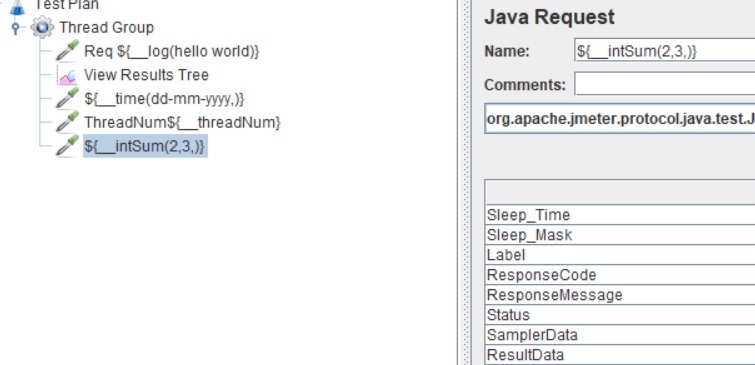 Test Plan
Thread Group
Req ${__log(hello world)}
View Results Tree
${__time(dd-mm-yyyy,)}
ThreadNum${__threadNum}
${__intSum(2,3,)}
Java Request
Name: ${__intSum(2,3,)}
Comments:
org.apache.jmeter.protocol.java.test.J
Sleep_Time
Sleep_Mask
Label
ResponseCode
ResponseMessage
Status
SamplerData
ResultData